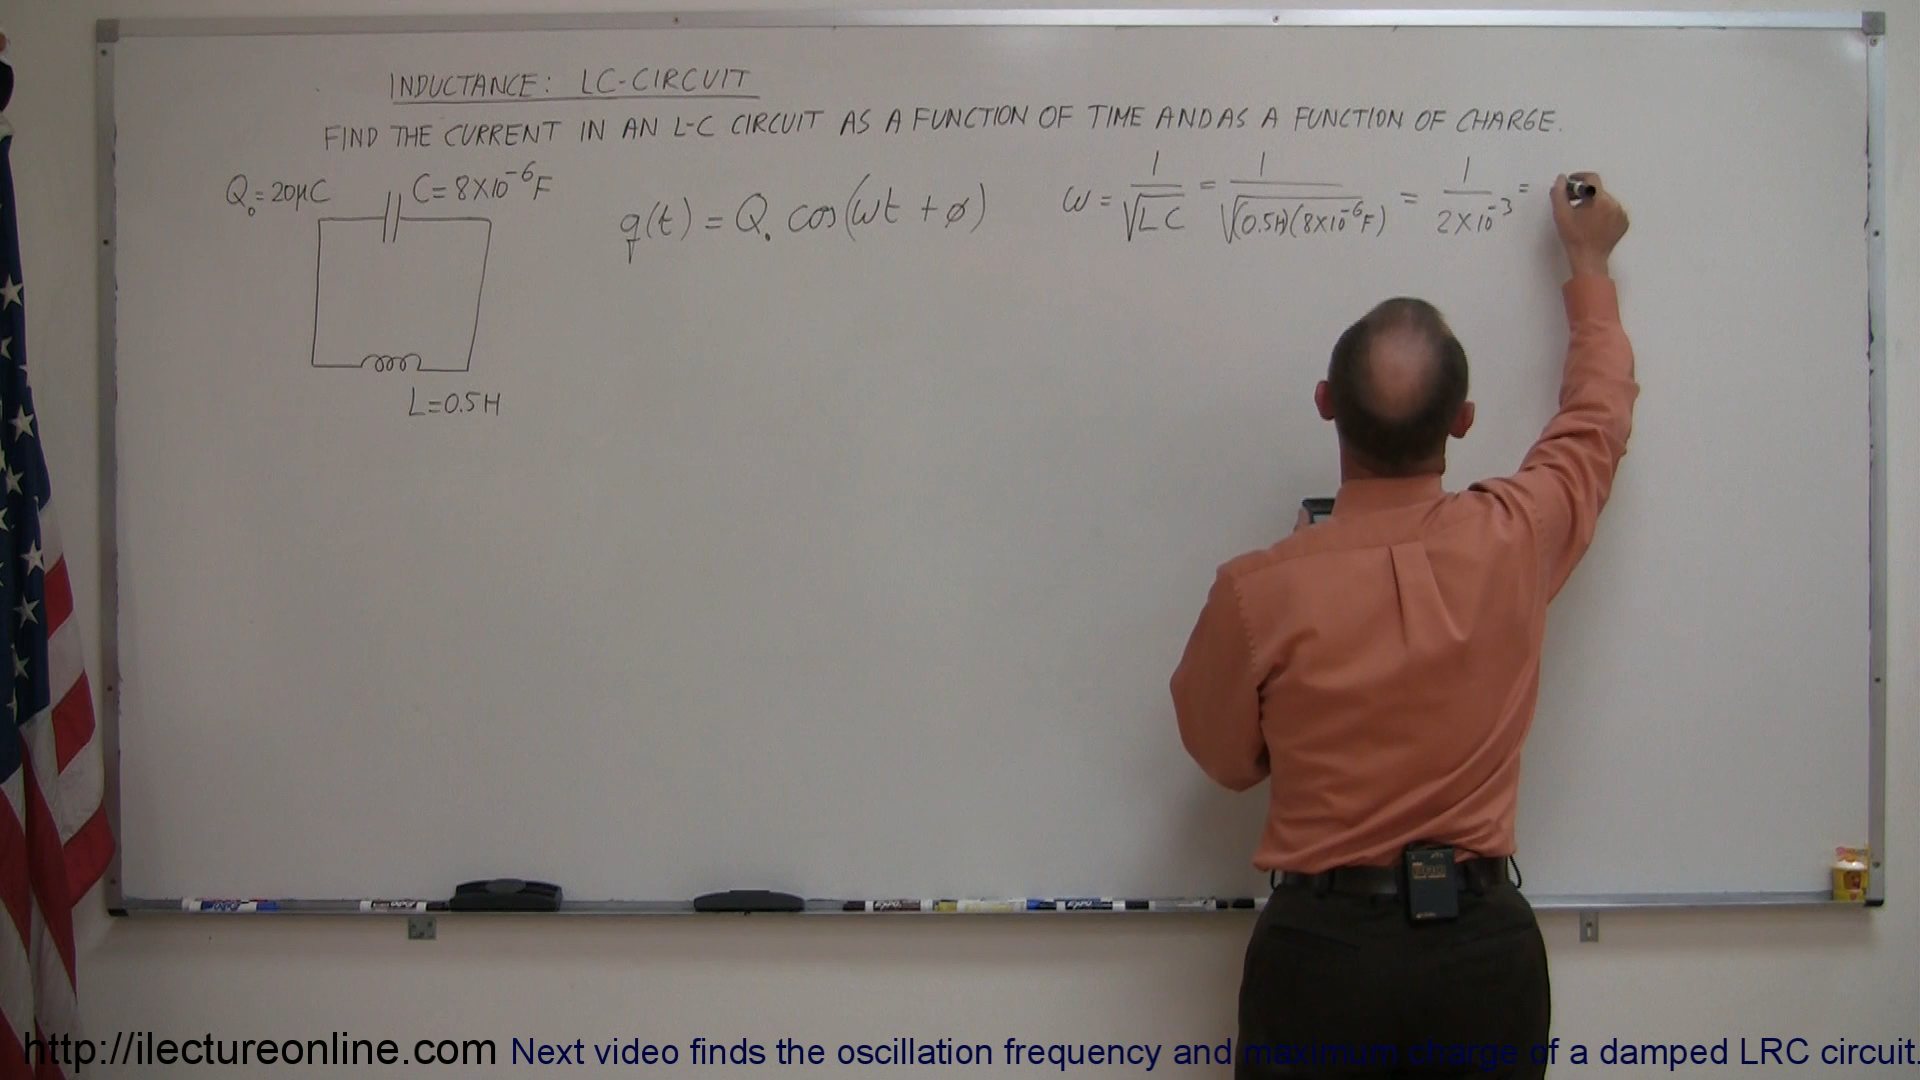 INDUCTANCE: LC-CIRCUIT
FIND THE CURRENT IN AN L-C CIRCUIT AS A FUNCTION OF TIME AND AS A FUNCTION OF CHARGE.
Q₀ = 20μC
C = 8×10⁻⁶F
L = 0.5H
q(t) = Q₀ cos(ωt + φ)
ω = 1/√LC = 1/√(0.5H)(8×10⁻⁶F) = 1/2×10⁻³ =
EXPO
http://ilectureonline.com Next video finds the oscillation frequency and maximum charge of a damped LRC circuit.